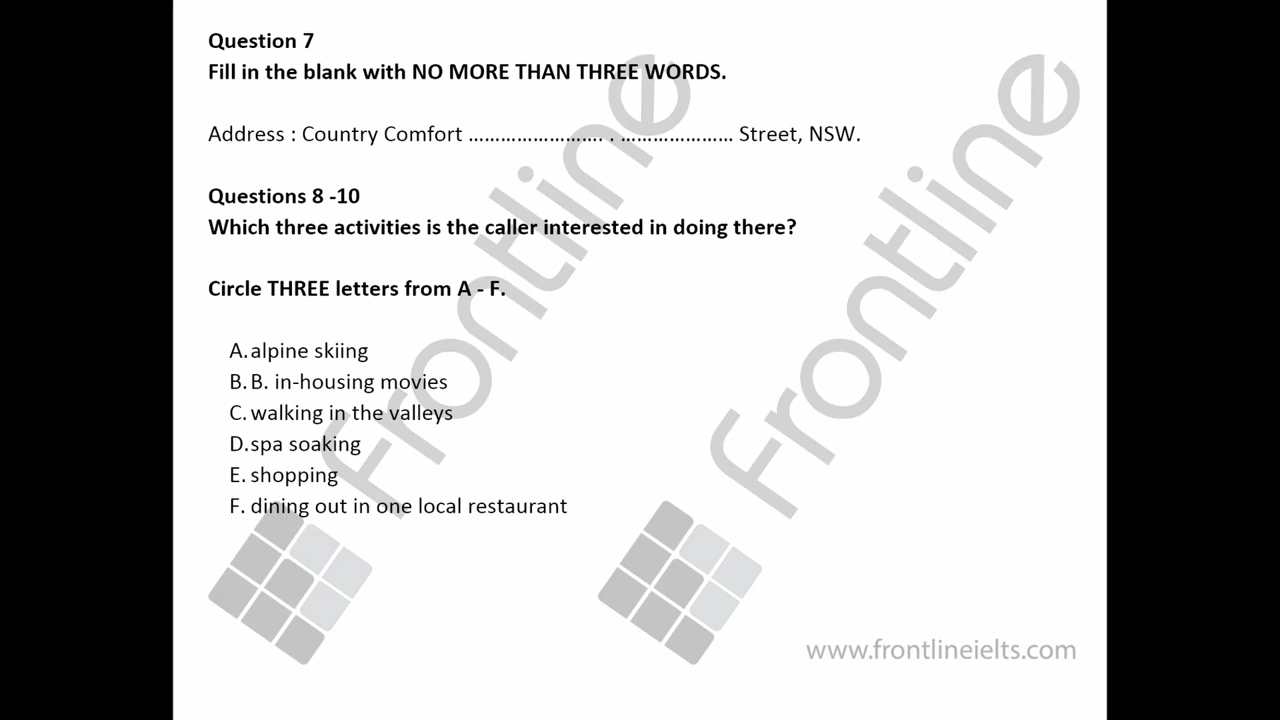 Question 7
Fill in the blank with NO MORE THAN THREE WORDS.
Address : Country Comfort ……………………. . ………………… Street, NSW.
Questions 8 -10
Which three activities is the caller interested in doing there?
Circle THREE letters from A - F.
A. alpine skiing
B. B. in-housing movies
C. walking in the valleys
D. spa soaking
E. shopping
F. dining out in one local restaurant
frontline
frontline
www.frontlineielts.com